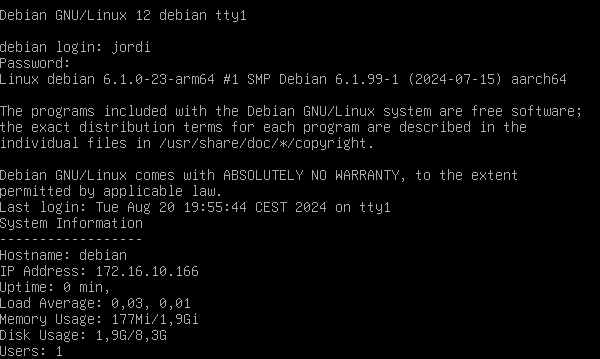 Debian GNU/Linux 12 debian tty1
debian login: jordi
Password:
Linux debian 6.1.0-23-arm64 #1 SMP Debian 6.1.99-1 (2024-07-15) aarch64
The programs included with the Debian GNU/Linux system are free software;
the exact distribution terms for each program are described in the
individual files in /usr/share/doc/*/copyright.
Debian GNU/Linux comes with ABSOLUTELY NO WARRANTY, to the extent
permitted by applicable law.
Last login: Tue Aug 20 19:55:44 CEST 2024 on tty1
System Information
------------------
Hostname: debian
IP Address: 172.16.10.166
Uptime: 0 min,
Load Average: 0,03, 0,01
Memory Usage: 177Mi/1,9Gi
Disk Usage: 1,9G/8,3G
Users: 1